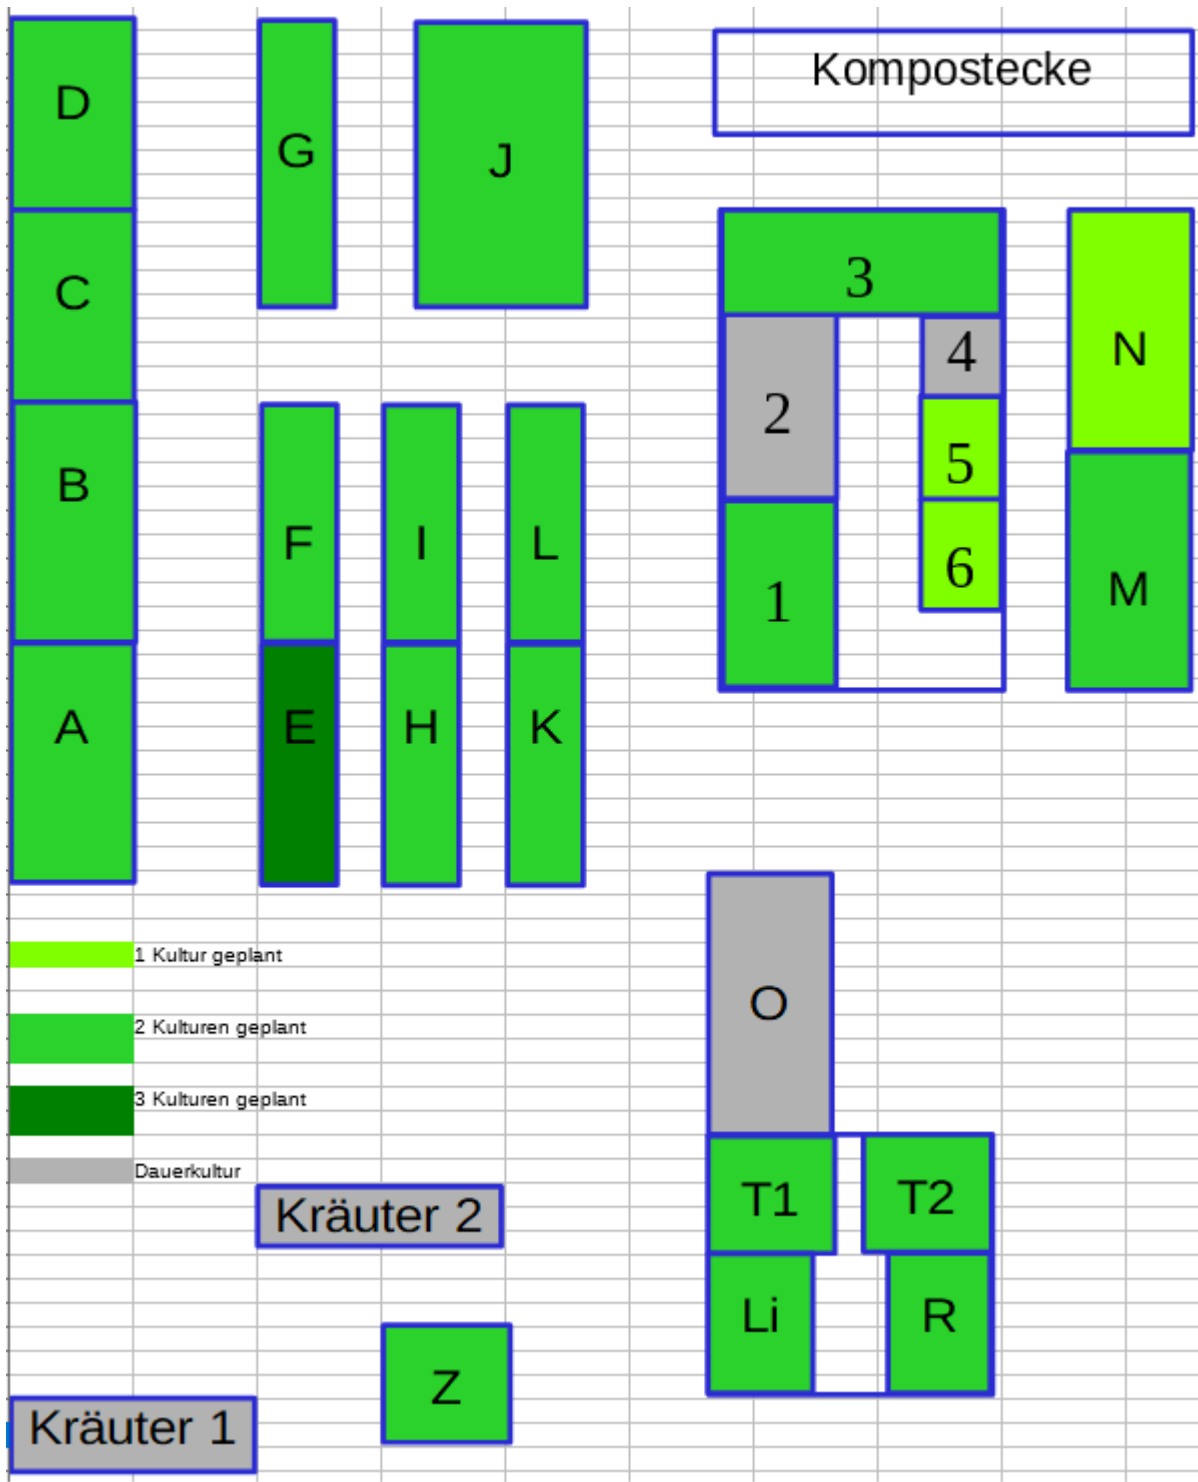 D
G
J
Kompostecke
C
3
N
4
2
B
5
F
I
L
6
M
1
A
E
H
K
1 Kultur geplant
O
2 Kulturen geplant
3 Kulturen geplant
Dauerkultur
T1
T2
Kräuter 2
Li
R
Z
Kräuter 1